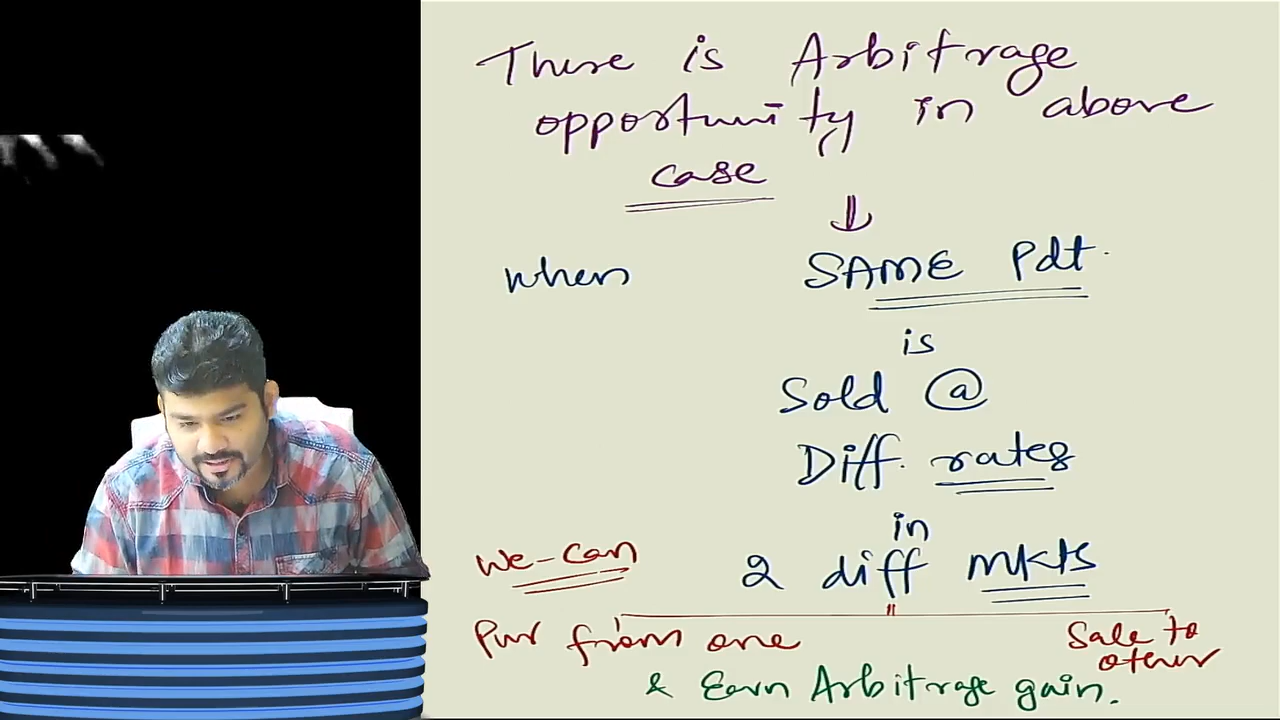 There is Arbitrage
opportunity in above
case
when SAME Pdt.
is
Sold @
Diff. rates
in
2 diff mkts
We-can
Pur from one
Sale to
other
& Earn Arbitrage gain.